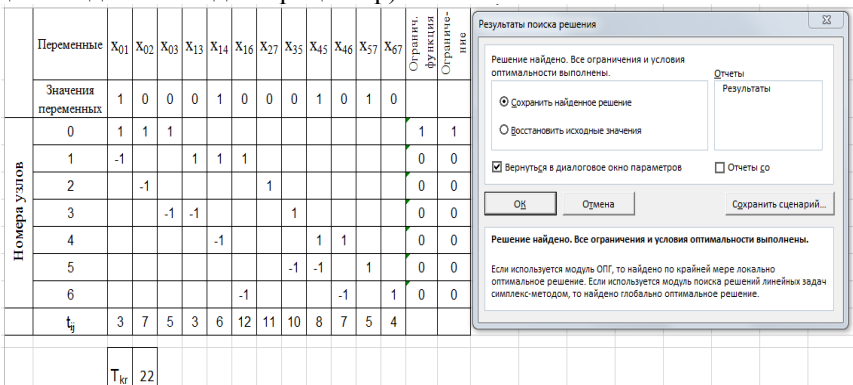 Переменные X01 X02 X03 X13 X14 X16 X27 X35 X45 X46 X57 X67 Огранич. функция Ограниче-ние
Значения переменных 1 0 0 0 1 0 0 0 1 0 1 0
Номера узлов
0 1 1 1 1 1
1 -1 1 1 1 0 0
2 -1 1 0 0
3 -1 -1 1 0 0
4 -1 1 1 0 0
5 -1 -1 1 0 0
6 -1 -1 1 0 0
tij 3 7 5 3 6 12 11 10 8 7 5 4
Tkr 22
Результаты поиска решения
Решение найдено. Все ограничения и условия
оптимальности выполнены.
Отчеты
Результаты
Сохранить найденное решение
Восстановить исходные значения
Вернуться в диалоговое окно параметров
Отчеты со
ОК Отмена Сохранить сценарий...
Решение найдено. Все ограничения и условия оптимальности выполнены.
Если используется модуль ОПГ, то найдено по крайней мере локально
оптимальное решение. Если используется модуль поиска решений линейных задач
симплекс-методом, то найдено глобально оптимальное решение.